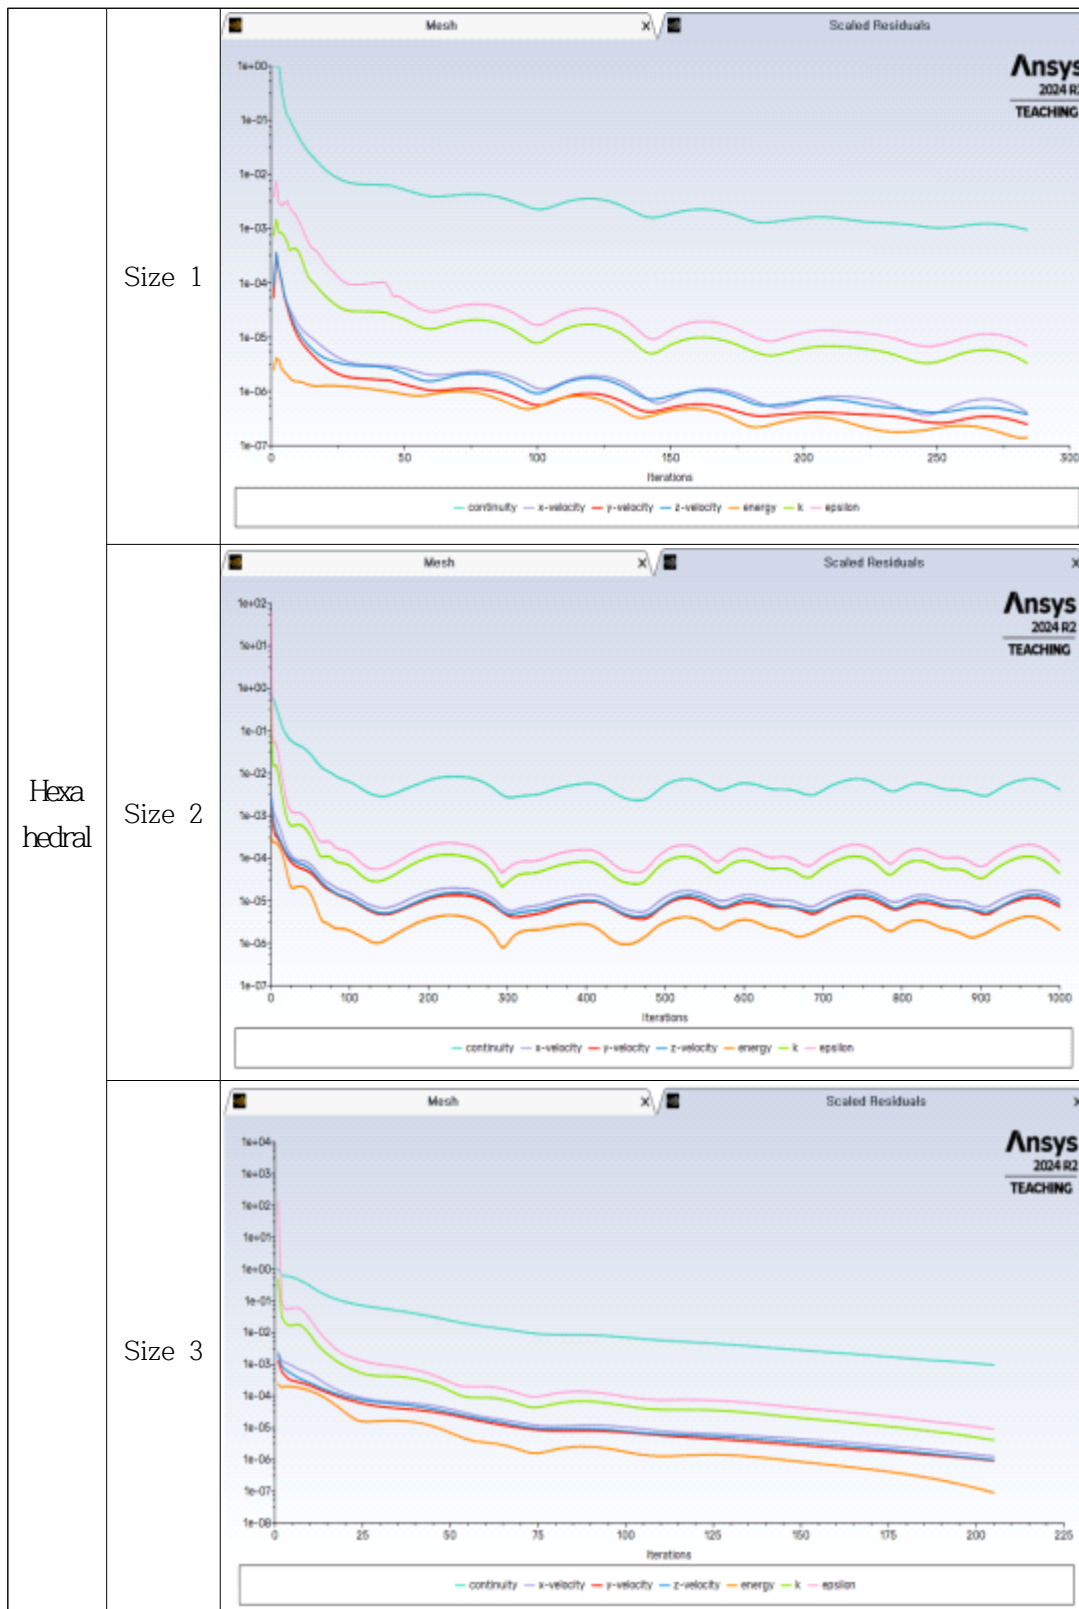 Hexa
hedral
Size 1
Mesh x Scaled Residuals
Ansys
2024 R2
TEACHING
1e+00
1e-01
1e-02
1e-03
1e-04
1e-05
1e-06
1e-07
0 50 100 150 200 250 300
Iterations
continuity x-velocity y-velocity z-velocity energy k epsilon
Size 2
Mesh x Scaled Residuals x
Ansys
2024 R2
TEACHING
1e+02
1e+01
1e+00
1e-01
1e-02
1e-03
1e-04
1e-05
1e-06
1e-07
0 100 200 300 400 500 600 700 800 900 1000
Iterations
continuity x-velocity y-velocity z-velocity energy k epsilon
Size 3
Mesh x Scaled Residuals x
Ansys
2024 R2
TEACHING
1e+04
1e+03
1e+02
1e+01
1e+00
1e-01
1e-02
1e-03
1e-04
1e-05
1e-06
1e-07
1e-08
0 25 50 75 100 125 150 175 200 225
Iterations
continuity x-velocity y-velocity z-velocity energy k epsilon